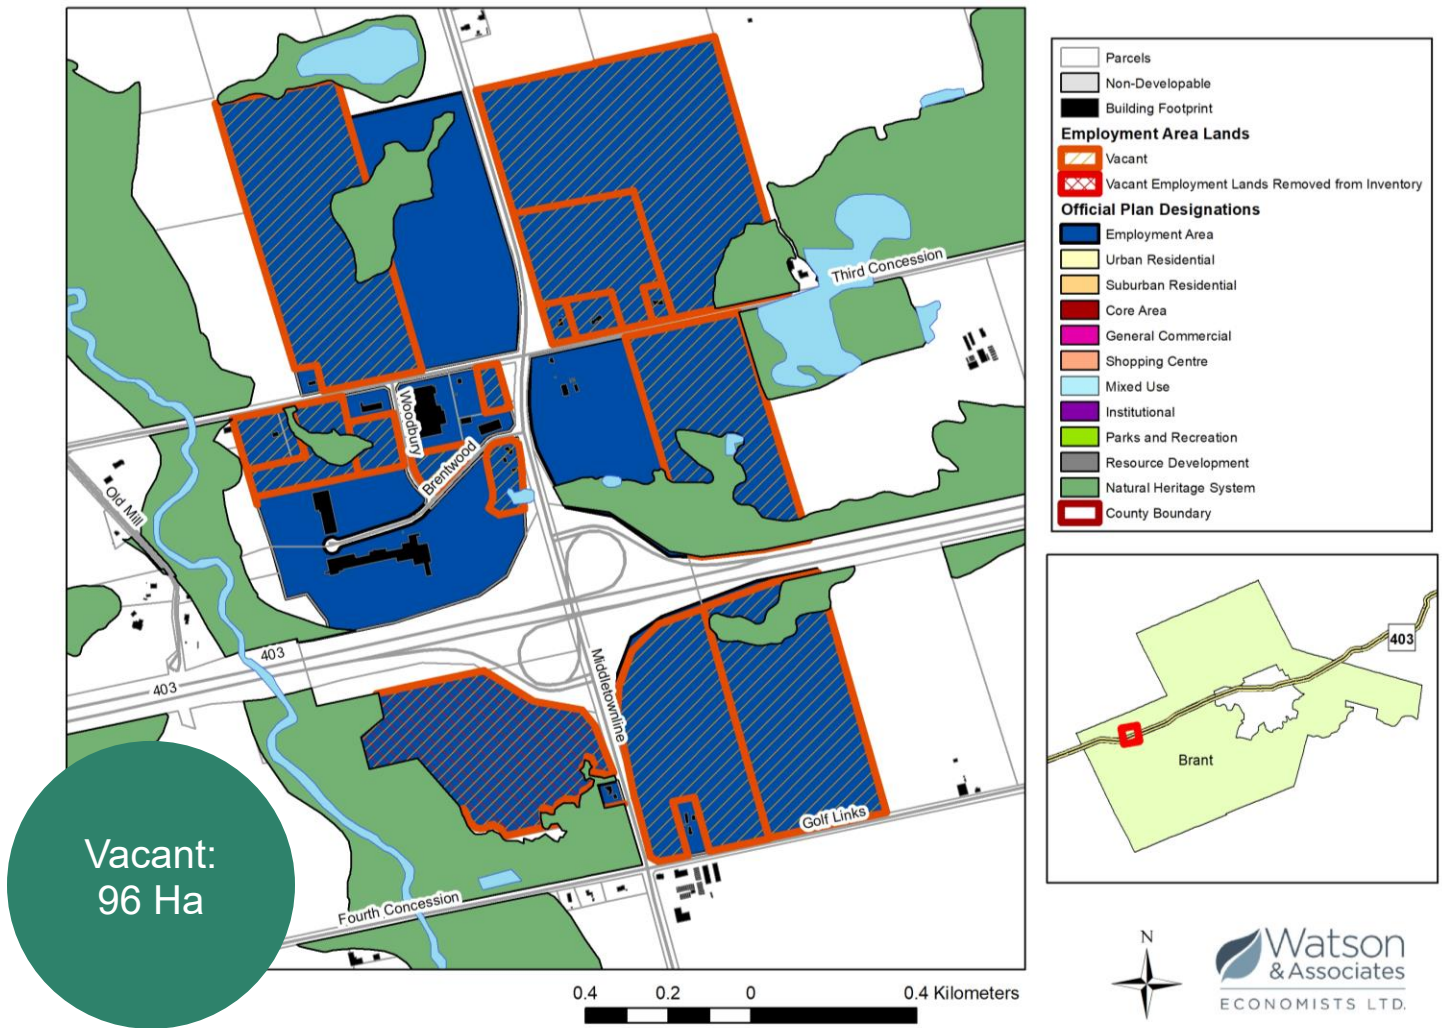 Third Concession
Woodbury
Brentwood
Old Mill
403
403
Middletownline
Golf Links
Fourth Concession
Vacant:
96 Ha
Parcels
Non-Developable
Building Footprint
Employment Area Lands
Vacant
Vacant Employment Lands Removed from Inventory
Official Plan Designations
Employment Area
Urban Residential
Suburban Residential
Core Area
General Commercial
Shopping Centre
Mixed Use
Institutional
Parks and Recreation
Resource Development
Natural Heritage System
County Boundary
403
Brant
N
Watson
& Associates
ECONOMISTS LTD.
0.4 0.2 0 0.4 Kilometers